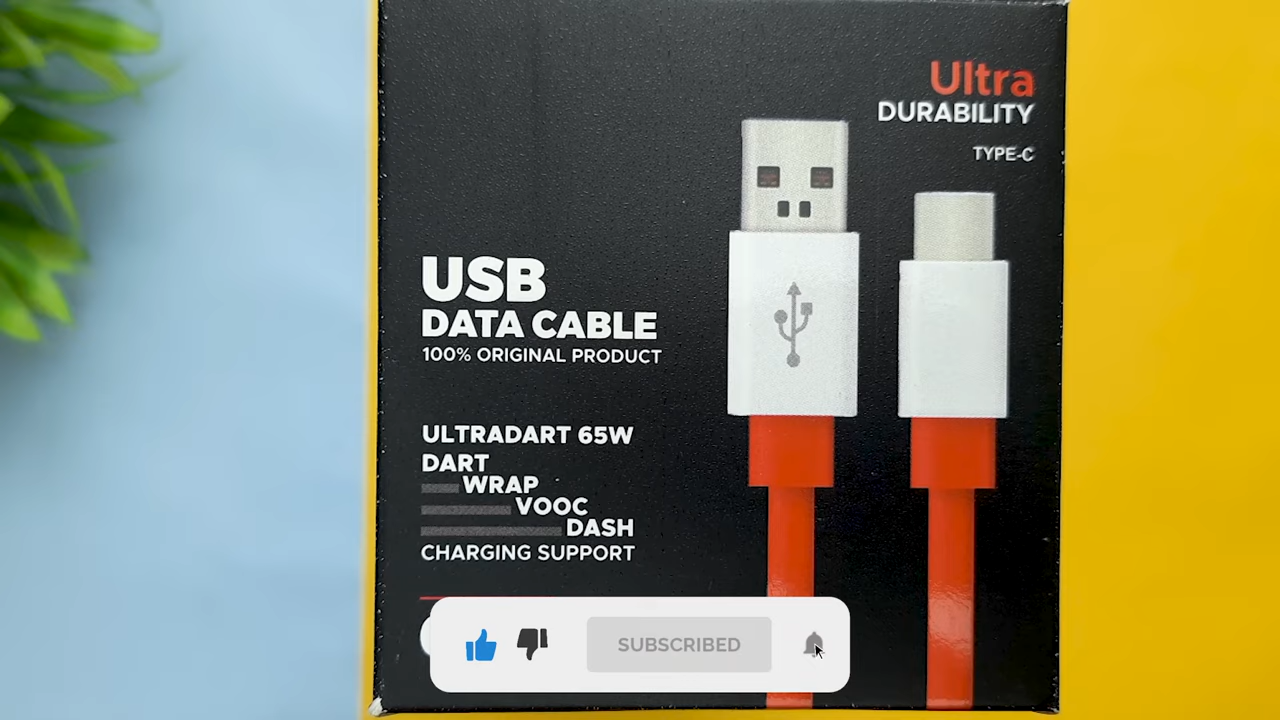 Ultra
DURABILITY
TYPE-C
USB
DATA CABLE
100% ORIGINAL PRODUCT
ULTRADART 65W
DART
WRAP
VOOC
DASH
CHARGING SUPPORT
SUBSCRIBED